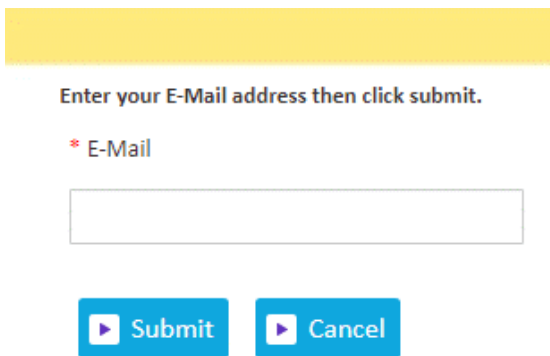 Enter your E-Mail address then click submit.
* E-Mail
Submit Cancel